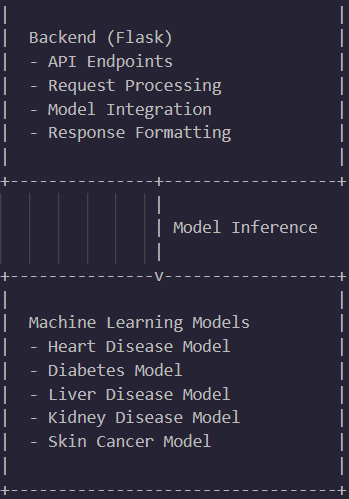 Backend (Flask)
- API Endpoints
- Request Processing
- Model Integration
- Response Formatting
Model Inference
Machine Learning Models
- Heart Disease Model
- Diabetes Model
- Liver Disease Model
- Kidney Disease Model
- Skin Cancer Model